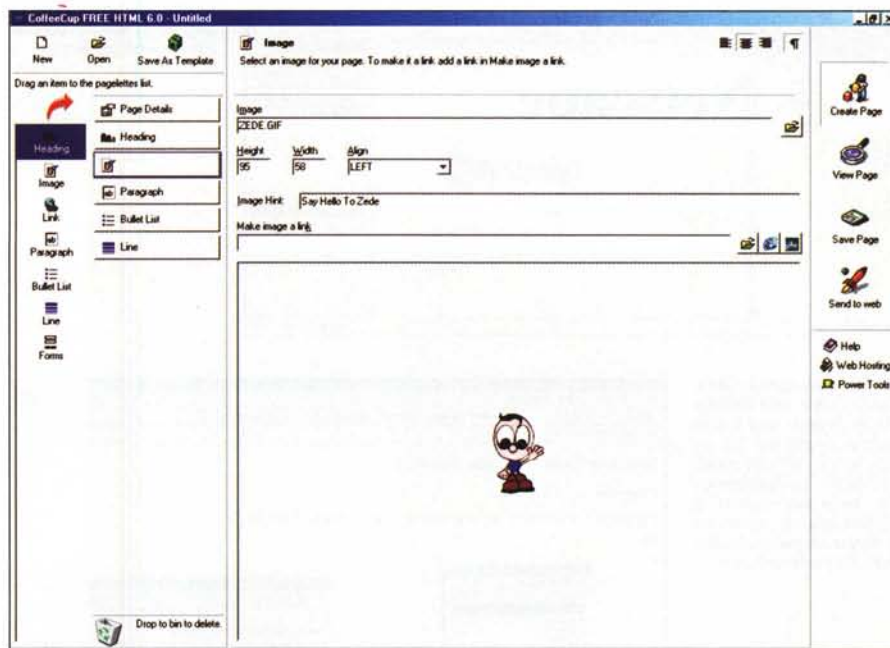 CoffeeCup FREE HTML 6.0 - Untitled
New
Open
Save As Template
Drag an item to the pagelettes list.
Heading
Image
Link
Paragraph
Bullet List
Line
Forms
Page Details
Heading
Paragraph
Bullet List
Line
Drop to bin to delete.
Image
Select an image for your page. To make it a link add a link in Make image a link.
Image
ZEDE.GIF
Height
Width
Align
95
58
LEFT
Image Hint:
Say Hello To Zede
Make image a link
Create Page
View Page
Save Page
Send to web
Help
Web Hosting
Power Tools